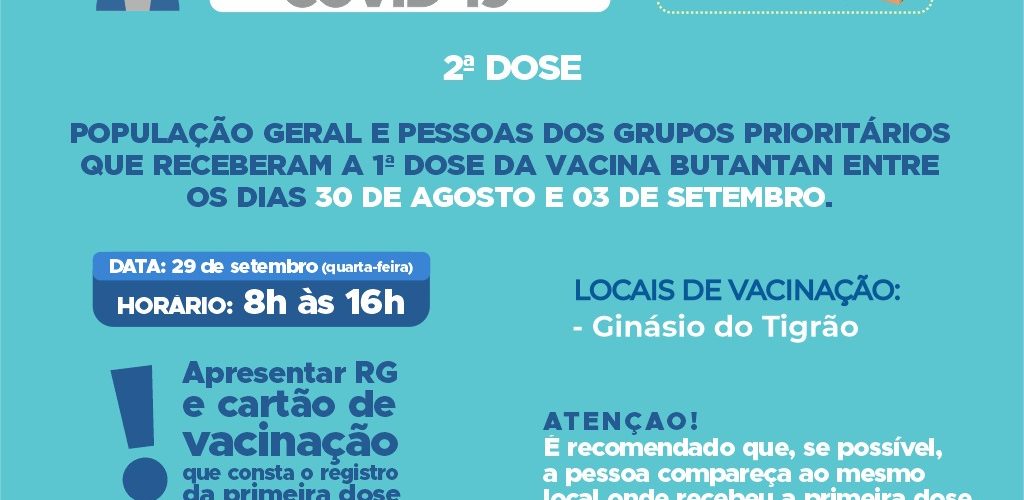 COVID-19
2ª DOSE
POPULAÇÃO GERAL E PESSOAS DOS GRUPOS PRIORITÁRIOS
QUE RECEBERAM A 1ª DOSE DA VACINA BUTANTAN ENTRE
OS DIAS 30 DE AGOSTO E 03 DE SETEMBRO.
DATA: 29 de setembro (quarta-feira)
HORÁRIO: 8h às 16h
LOCAIS DE VACINAÇÃO:
- Ginásio do Tigrão
!
Apresentar RG
e cartão de
vacinação
que consta o registro
da primeira dose
ATENÇAO!
É recomendado que, se possível,
a pessoa compareça ao mesmo
local onde recebeu a primeira dose